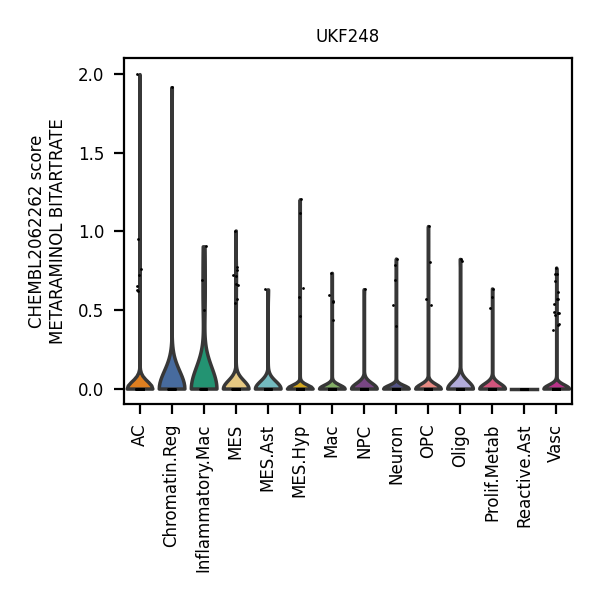 UKF248
CHEMBL2062262 score
METARAMINOL BITARTRATE
2.0
1.5
1.0
0.5
0.0
AC
Chromatin.Reg
Inflammatory.Mac
MES
MES.Ast
MES.Hyp
Mac
NPC
Neuron
OPC
Oligo
Prolif.Metab
Reactive.Ast
Vasc